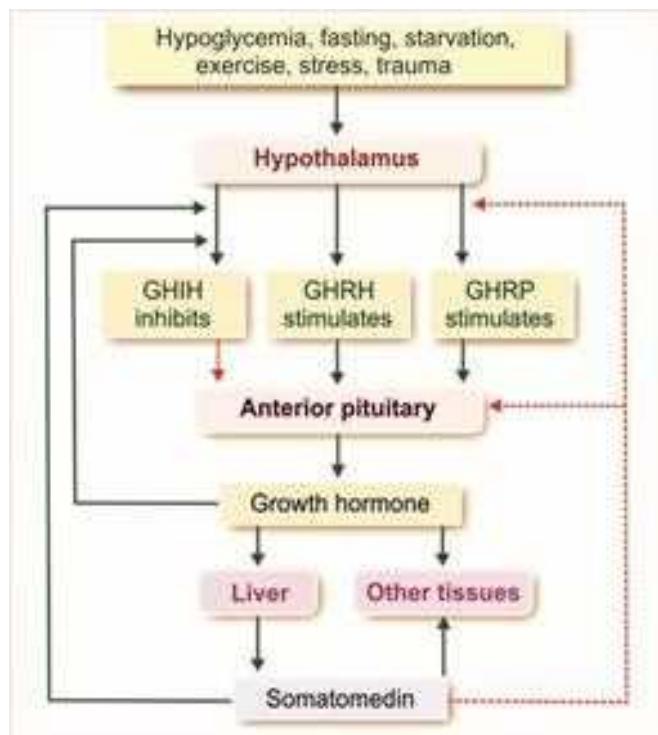 Hypoglycemia, fasting, starvation,
exercise, stress, trauma
Hypothalamus
GHIH
inhibits
GHRH
stimulates
GHRP
stimulates
Anterior pituitary
Growth hormone
Liver
Other tissues
Somatomedin